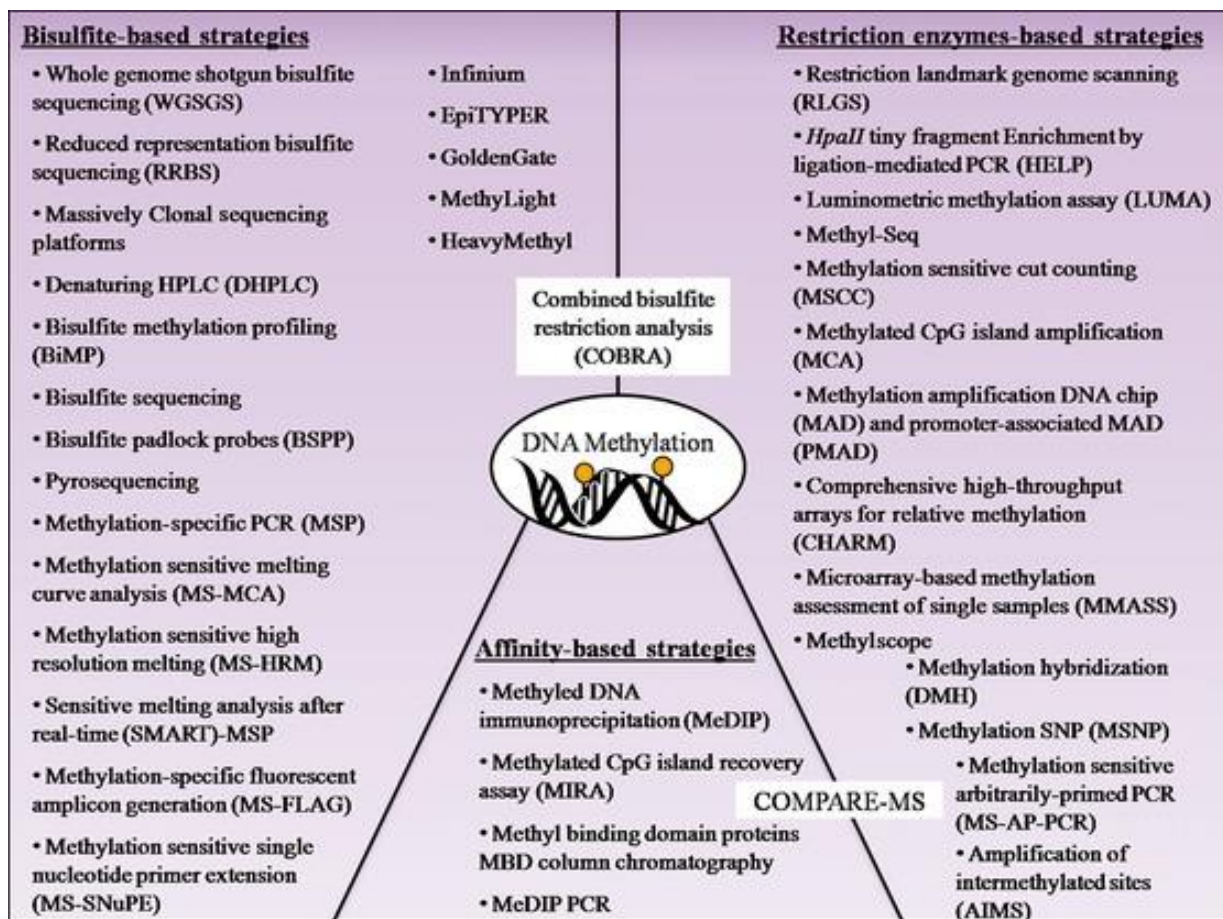 Bisulfite-based strategies
• Whole genome shotgun bisulfite
sequencing (WGSGS)
• Reduced representation bisulfite
sequencing (RRBS)
• Massively Clonal sequencing
platforms
• Denaturing HPLC (DHPLC)
• Bisulfite methylation profiling
(BiMP)
• Bisulfite sequencing
• Bisulfite padlock probes (BSPP)
• Pyrosequencing
• Methylation-specific PCR (MSP)
• Methylation sensitive melting
curve analysis (MS-MCA)
• Methylation sensitive high
resolution melting (MS-HRM)
• Sensitive melting analysis after
real-time (SMART)-MSP
• Methylation-specific fluorescent
amplicon generation (MS-FLAG)
• Methylation sensitive single
nucleotide primer extension
(MS-SNuPE)
• Infinium
• EpiTYPER
• GoldenGate
• MethyLight
• HeavyMethyl
Combined bisulfite
restriction analysis
(COBRA)
DNA Methylation
Affinity-based strategies
• Methyled DNA
immunoprecipitation (MeDIP)
• Methylated CpG island recovery
assay (MIRA)
• Methyl binding domain proteins
MBD column chromatography
• MeDIP PCR
COMPARE-MS
Restriction enzymes-based strategies
• Restriction landmark genome scanning
(RLGS)
• HpaII tiny fragment Enrichment by
ligation-mediated PCR (HELP)
• Luminometric methylation assay (LUMA)
• Methyl-Seq
• Methylation sensitive cut counting
(MSCC)
• Methylated CpG island amplification
(MCA)
• Methylation amplification DNA chip
(MAD) and promoter-associated MAD
(PMAD)
• Comprehensive high-throughput
arrays for relative methylation
(CHARM)
• Microarray-based methylation
assessment of single samples (MMASS)
• Methylscope
• Methylation hybridization
(DMH)
• Methylation SNP (MSNP)
• Methylation sensitive
arbitrarily-primed PCR
(MS-AP-PCR)
• Amplification of
intermethylated sites
(AIMS)